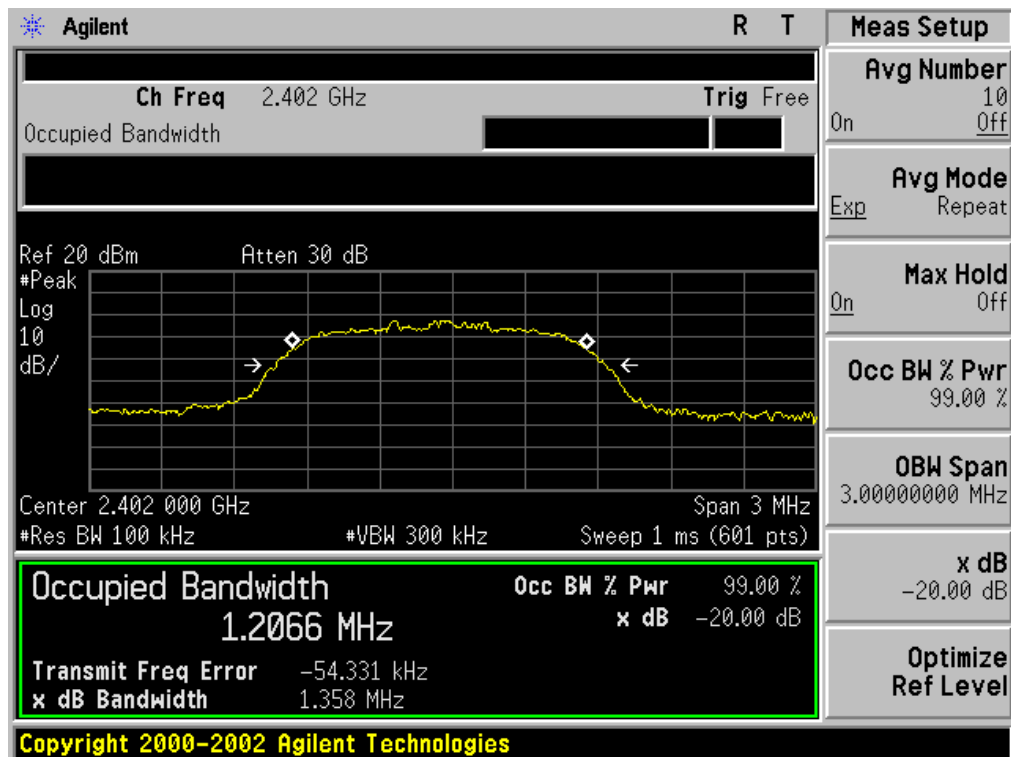 Agilent R T
Ch Freq 2.402 GHz Trig Free
Occupied Bandwidth
Ref 20 dBm Atten 30 dB
#Peak
Log
10
dB/
Center 2.402 000 GHz Span 3 MHz
#Res BW 100 kHz #VBW 300 kHz Sweep 1 ms (601 pts)
Occupied Bandwidth Occ BW % Pwr 99.00 %
1.2066 MHz x dB -20.00 dB
Transmit Freq Error -54.331 kHz
x dB Bandwidth 1.358 MHz
Copyright 2000-2002 Agilent Technologies
Meas Setup
Avg Number
10
On Off
Avg Mode
Exp Repeat
Max Hold
On Off
Occ BW % Pwr
99.00 %
OBW Span
3.00000000 MHz
x dB
-20.00 dB
Optimize
Ref Level